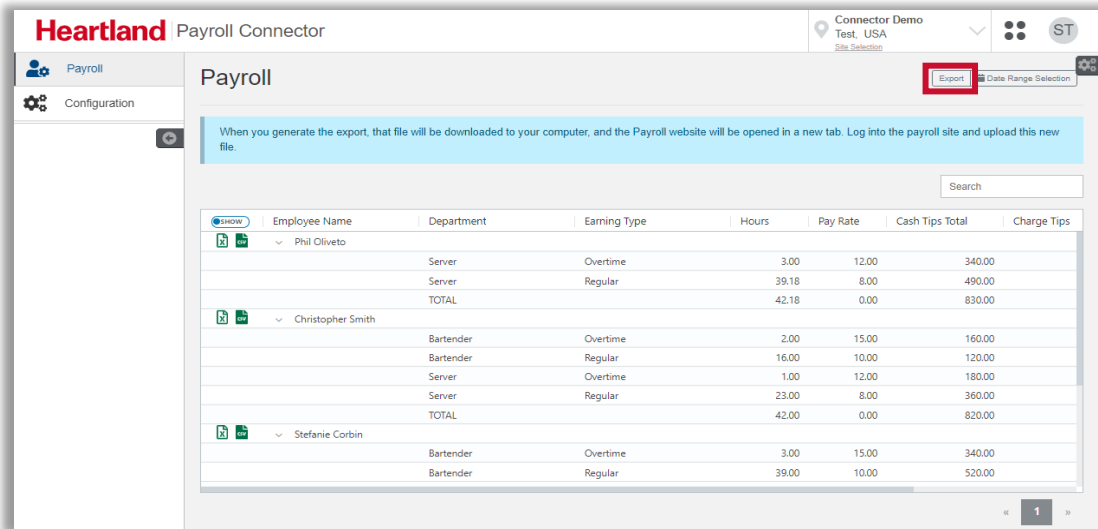 Heartland Payroll Connector
Connector Demo
Test, USA
Site Selection
ST
Payroll
Configuration
Payroll
Export Date Range Selection
When you generate the export, that file will be downloaded to your computer, and the Payroll website will be opened in a new tab. Log into the payroll site and upload this new
file.
Search
SHOW Employee Name Department Earning Type Hours Pay Rate Cash Tips Total Charge Tips
CSV Phil Oliveto
Server Overtime 3.00 12.00 340.00
Server Regular 39.18 8.00 490.00
TOTAL 42.18 0.00 830.00
CSV Christopher Smith
Bartender Overtime 2.00 15.00 160.00
Bartender Regular 16.00 10.00 120.00
Server Overtime 1.00 12.00 180.00
Server Regular 23.00 8.00 360.00
TOTAL 42.00 0.00 820.00
CSV Stefanie Corbin
Bartender Overtime 3.00 15.00 340.00
Bartender Regular 39.00 10.00 520.00
« 1 »